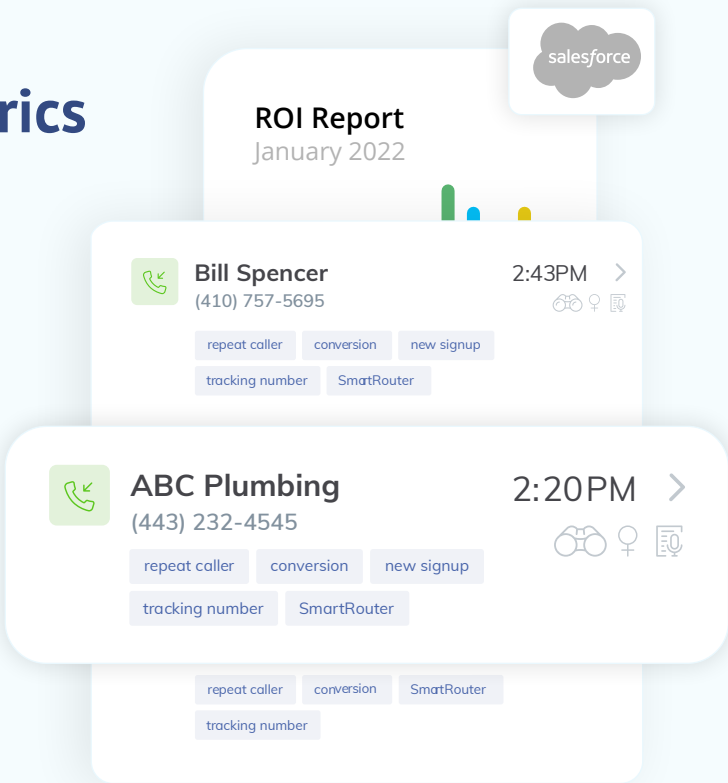 salesforce
rics
ROI Report
January 2022
Bill Spencer 2:43PM
(410) 757-5695
repeat caller conversion new signup
tracking number SmartRouter
ABC Plumbing 2:20PM
(443) 232-4545
repeat caller conversion new signup
tracking number SmartRouter
repeat caller conversion SmartRouter
tracking number